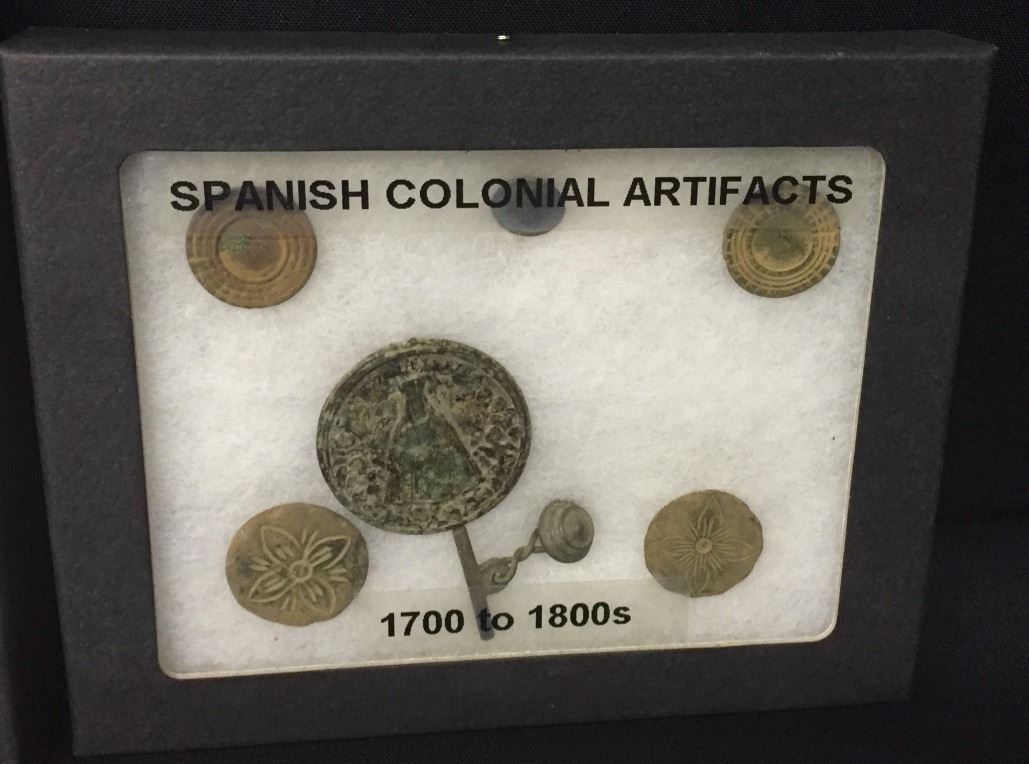 SPANISH COLONIAL ARTIFACTS
1700 to 1800s